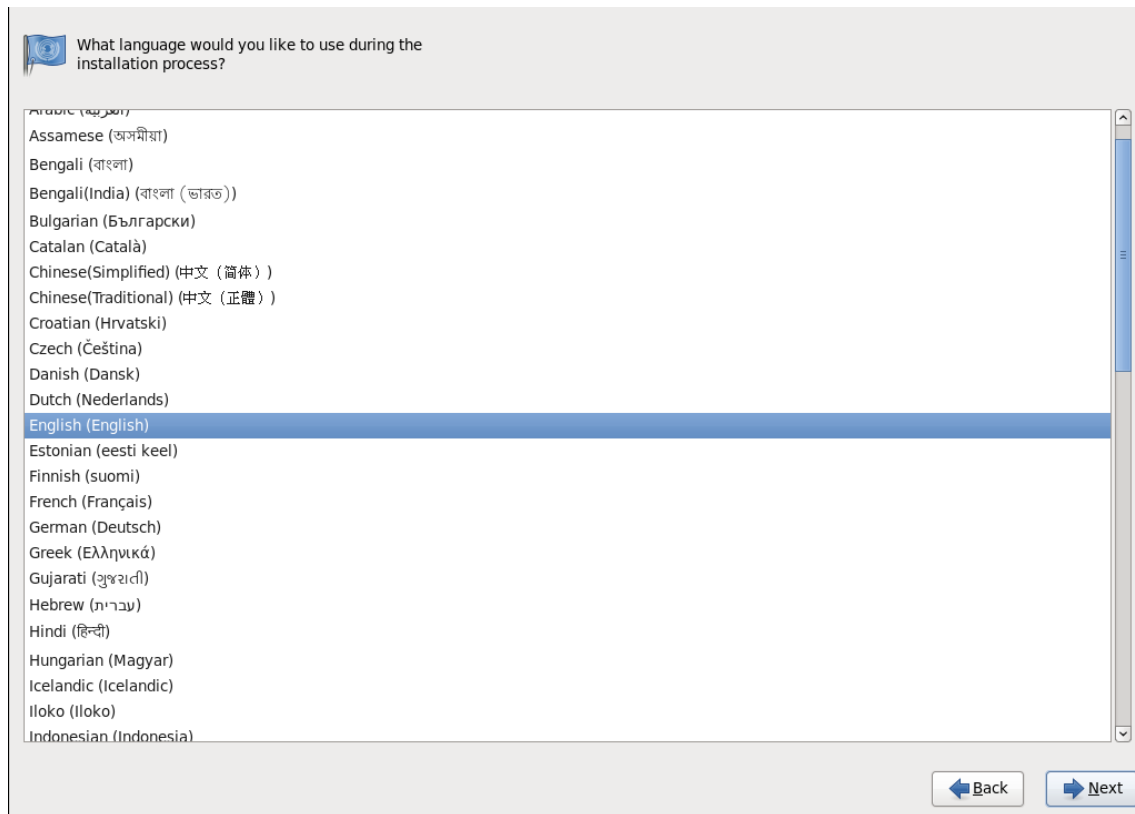 What language would you like to use during the
installation process?
Arabic (العربية)
Assamese (অসমীয়া)
Bengali (বাংলা)
Bengali(India) (বাংলা (ভারত))
Bulgarian (Български)
Catalan (Català)
Chinese(Simplified) (中文（简体）)
Chinese(Traditional) (中文（正體）)
Croatian (Hrvatski)
Czech (Čeština)
Danish (Dansk)
Dutch (Nederlands)
English (English)
Estonian (eesti keel)
Finnish (suomi)
French (Français)
German (Deutsch)
Greek (Ελληνικά)
Gujarati (ગુજરાતી)
Hebrew (עברית)
Hindi (हिन्दी)
Hungarian (Magyar)
Icelandic (Icelandic)
Iloko (Iloko)
Indonesian (Indonesia)
Back
Next